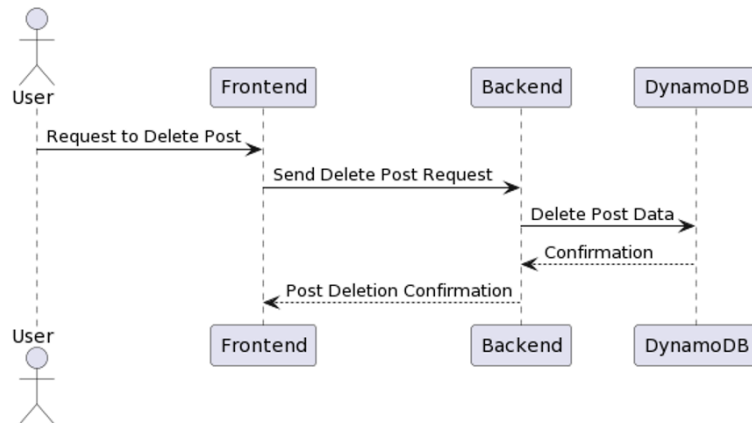 User
Frontend
Backend
DynamoDB
Request to Delete Post
Send Delete Post Request
Delete Post Data
Confirmation
Post Deletion Confirmation
User
Frontend
Backend
DynamoDB